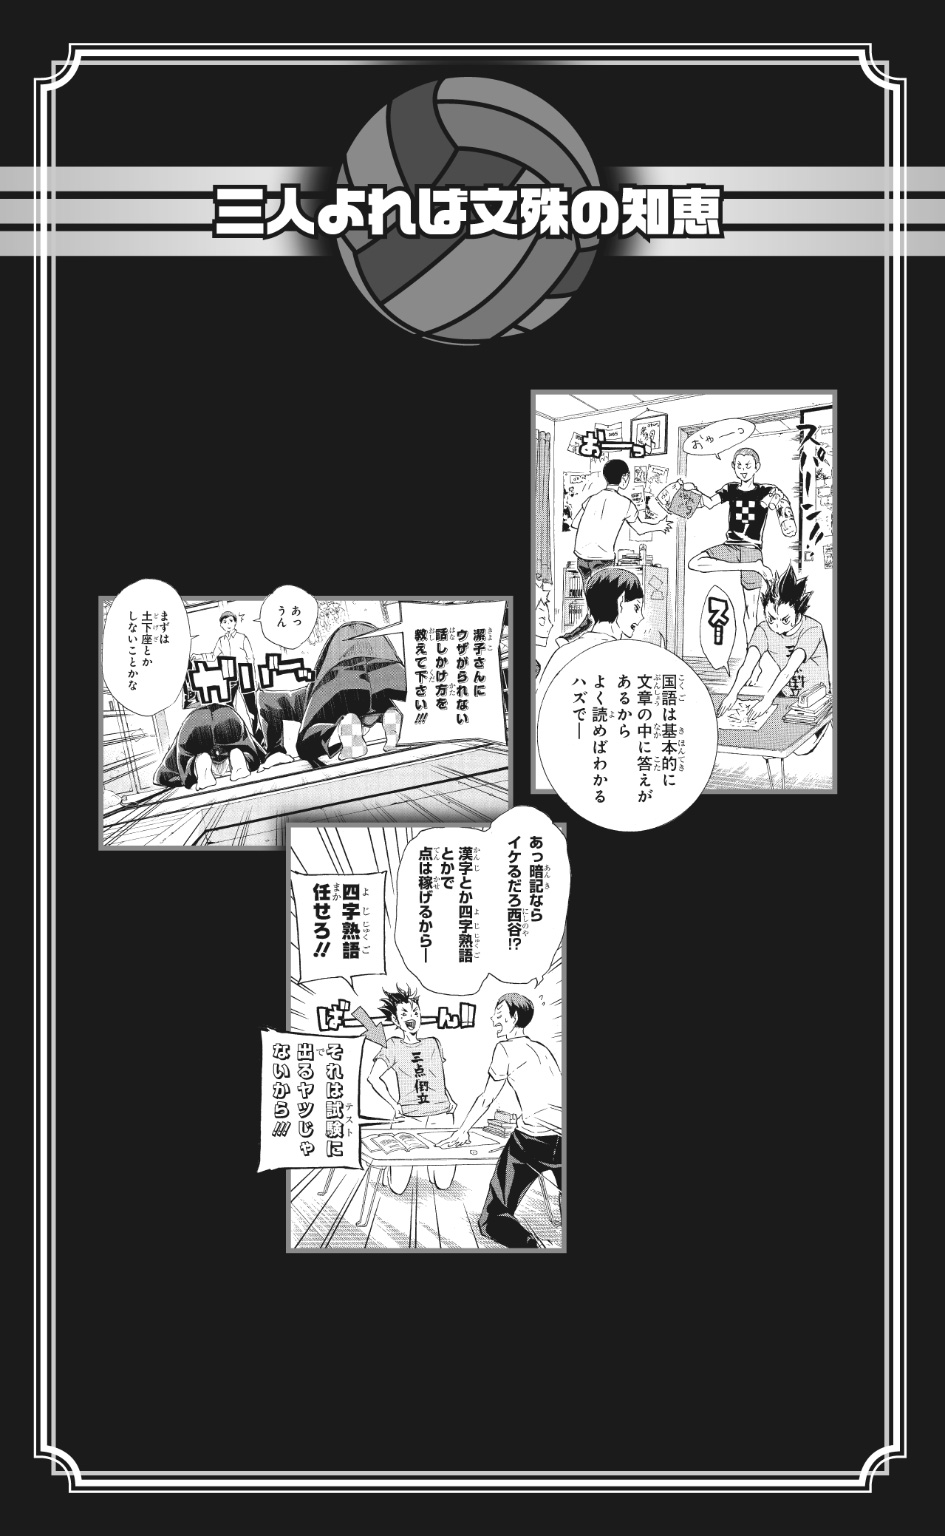 三人よれば文殊の知恵
スパーン!!
おゃーっ
おーっ
スー
国語は基本的に
文章の中に答えが
あるから
よく読めばわかる
ハズで―
潔子さんに
ウザがられない
話しかけ方を
教えて下さい!!!
あっ
うん
ガバーッ
まずは
土下座とか
しないことかな
あっ暗記なら
イケるだろ西谷!?
漢字とか四字熟語
とかで
点は稼げるから―
四字熟語
任せろ!!
ばーーん!!
三点倒立
それは試験に
出るヤツじゃ
ないから!!!